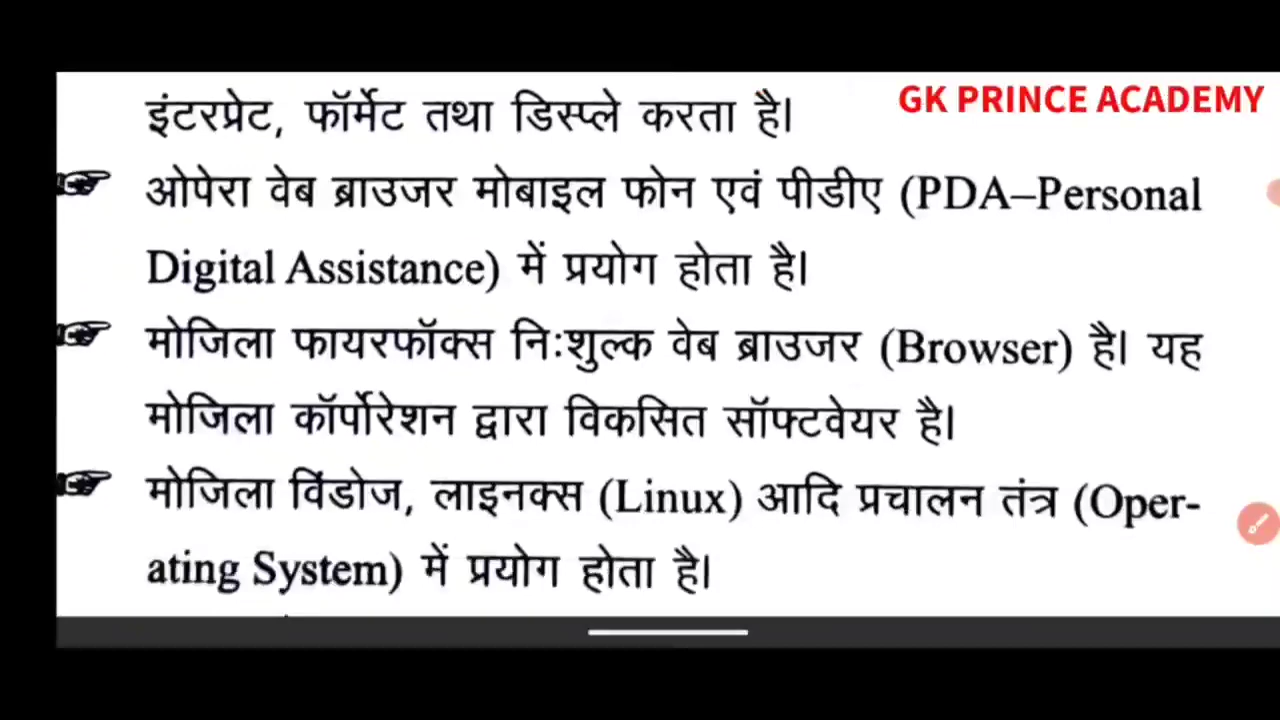 GK PRINCE ACADEMY
इंटरप्रेट, फॉर्मेट तथा डिस्प्ले करता है।
ओपेरा वेब ब्राउजर मोबाइल फोन एवं पीडीए (PDA–Personal
Digital Assistance) में प्रयोग होता है।
मोजिला फायरफॉक्स निःशुल्क वेब ब्राउजर (Browser) है। यह
मोजिला कॉर्पोरेशन द्वारा विकसित सॉफ्टवेयर है।
मोजिला विंडोज, लाइनक्स (Linux) आदि प्रचालन तंत्र (Oper-
ating System) में प्रयोग होता है।